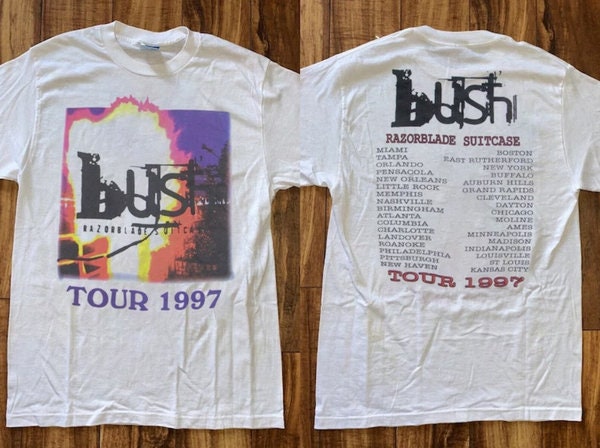 bush
RAZORBLADE SUITCASE
TOUR 1997
bush
RAZORBLADE SUITCASE
MIAMI
TAMPA
ORLANDO
PENSACOLA
NEW ORLEANS
LITTLE ROCK
MEMPHIS
NASHVILLE
BIRMINGHAM
ATLANTA
COLUMBIA
CHARLOTTE
LANDOVER
ROANOKE
PHILADELPHIA
PITTSBURGH
NEW HAVEN
BOSTON
EAST RUTHERFORD
NEW YORK
BUFFALO
AUBURN HILLS
GRAND RAPIDS
CLEVELAND
DAYTON
CHICAGO
MOLINE
AMES
MINNEAPOLIS
MADISON
INDIANAPOLIS
LOUISVILLE
ST LOUIS
KANSAS CITY
TOUR 1997